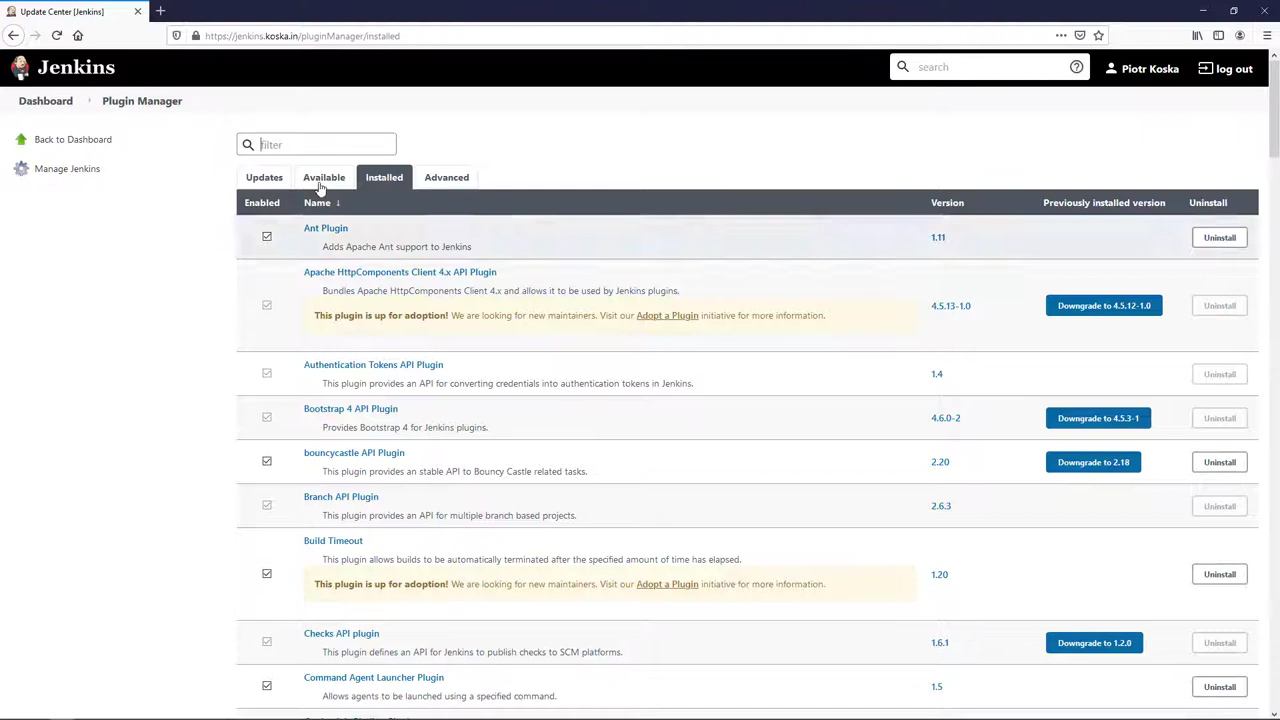 Update Center [Jenkins]
https://jenkins.koska.in/pluginManager/installed
Jenkins
search
Piotr Koska
log out
Dashboard
Plugin Manager
Back to Dashboard
Manage Jenkins
filter
Updates
Available
Installed
Advanced
Enabled
Name ↓
Version
Previously installed version
Uninstall
Ant Plugin
Adds Apache Ant support to Jenkins
1.11
Uninstall
Apache HttpComponents Client 4.x API Plugin
Bundles Apache HttpComponents Client 4.x and allows it to be used by Jenkins plugins.
This plugin is up for adoption! We are looking for new maintainers. Visit our Adopt a Plugin initiative for more information.
4.5.13-1.0
Downgrade to 4.5.12-1.0
Uninstall
Authentication Tokens API Plugin
This plugin provides an API for converting credentials into authentication tokens in Jenkins.
1.4
Uninstall
Bootstrap 4 API Plugin
Provides Bootstrap 4 for Jenkins plugins.
4.6.0-2
Downgrade to 4.5.3-1
Uninstall
bouncycastle API Plugin
This plugin provides an stable API to Bouncy Castle related tasks.
2.20
Downgrade to 2.18
Uninstall
Branch API Plugin
This plugin provides an API for multiple branch based projects.
2.6.3
Uninstall
Build Timeout
This plugin allows builds to be automatically terminated after the specified amount of time has elapsed.
This plugin is up for adoption! We are looking for new maintainers. Visit our Adopt a Plugin initiative for more information.
1.20
Uninstall
Checks API plugin
This plugin defines an API for Jenkins to publish checks to SCM platforms.
1.6.1
Downgrade to 1.2.0
Uninstall
Command Agent Launcher Plugin
Allows agents to be launched using a specified command.
1.5
Uninstall